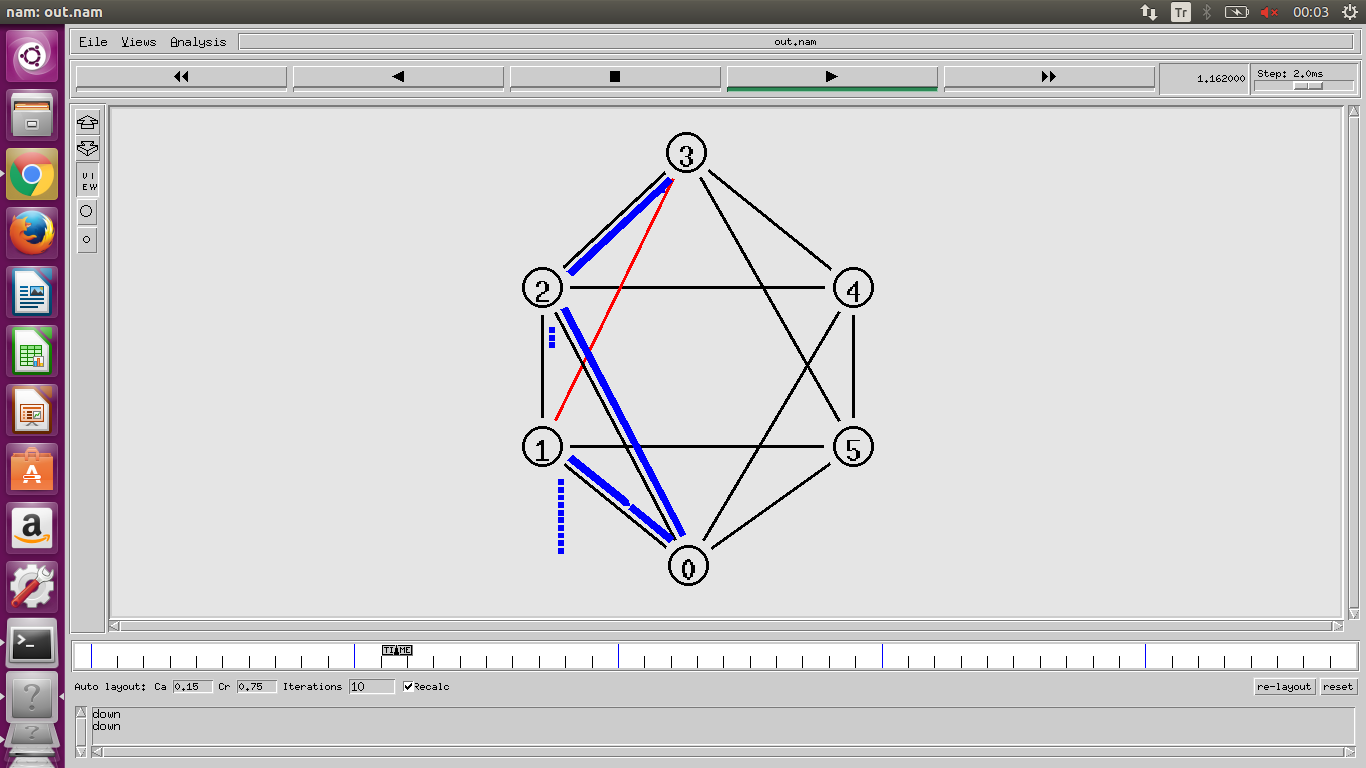 nam: out.nam
Tr
00:03
File Views Analysis
out.nam
1.162000
Step: 2.0ms
VI
EW
3
2
4
1
5
0
TIME
Auto layout: Ca 0.15 Cr 0.75 Iterations 10 Recalc
re-layout
reset
down
down